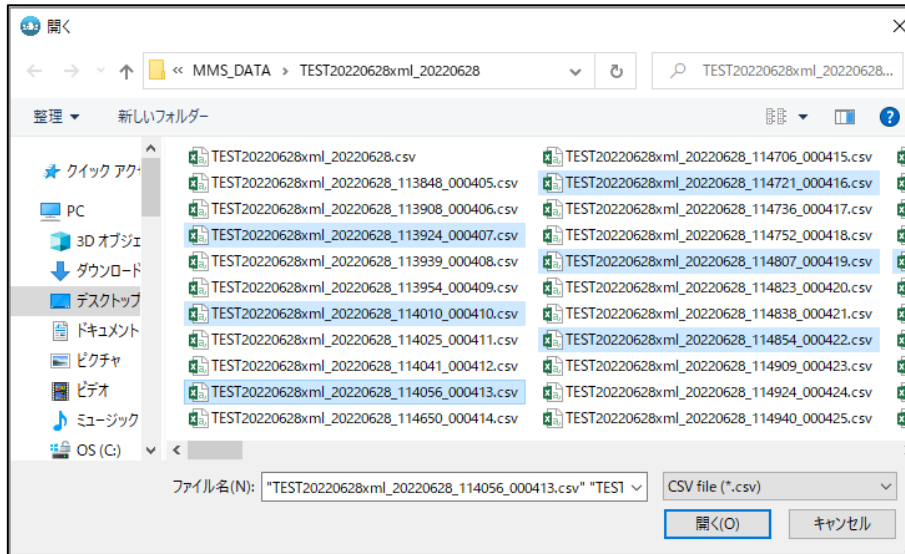 開く
« MMS_DATA › TEST20220628xml_20220628
TEST20220628xml_20220628...
整理
新しいフォルダー
クイック アクセ
PC
3D オブジェ
ダウンロード
デスクトップ
ドキュメント
ピクチャ
ビデオ
ミュージック
OS (C:)
TEST20220628xml_20220628.csv
TEST20220628xml_20220628_113848_000405.csv
TEST20220628xml_20220628_113908_000406.csv
TEST20220628xml_20220628_113924_000407.csv
TEST20220628xml_20220628_113939_000408.csv
TEST20220628xml_20220628_113954_000409.csv
TEST20220628xml_20220628_114010_000410.csv
TEST20220628xml_20220628_114025_000411.csv
TEST20220628xml_20220628_114041_000412.csv
TEST20220628xml_20220628_114056_000413.csv
TEST20220628xml_20220628_114650_000414.csv
TEST20220628xml_20220628_114706_000415.csv
TEST20220628xml_20220628_114721_000416.csv
TEST20220628xml_20220628_114736_000417.csv
TEST20220628xml_20220628_114752_000418.csv
TEST20220628xml_20220628_114807_000419.csv
TEST20220628xml_20220628_114823_000420.csv
TEST20220628xml_20220628_114838_000421.csv
TEST20220628xml_20220628_114854_000422.csv
TEST20220628xml_20220628_114909_000423.csv
TEST20220628xml_20220628_114924_000424.csv
TEST20220628xml_20220628_114940_000425.csv
ファイル名(N):
"TEST20220628xml_20220628_114056_000413.csv" "TEST
CSV file (*.csv)
開く(O)
キャンセル